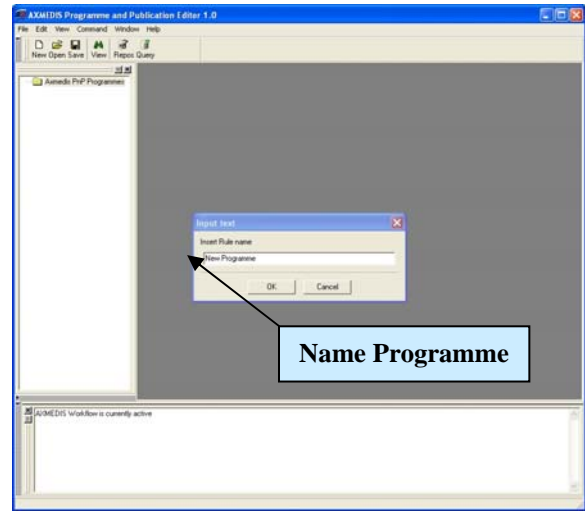 AXMEDIS Programme and Publication Editor 1.0
File Edit View Command Window Help
New Open Save View Repos Query
Axmedis PnP Programmes
Input text
Insert Rule name
New Programme
OK Cancel
Name Programme
AXMEDIS Workflow is currently active